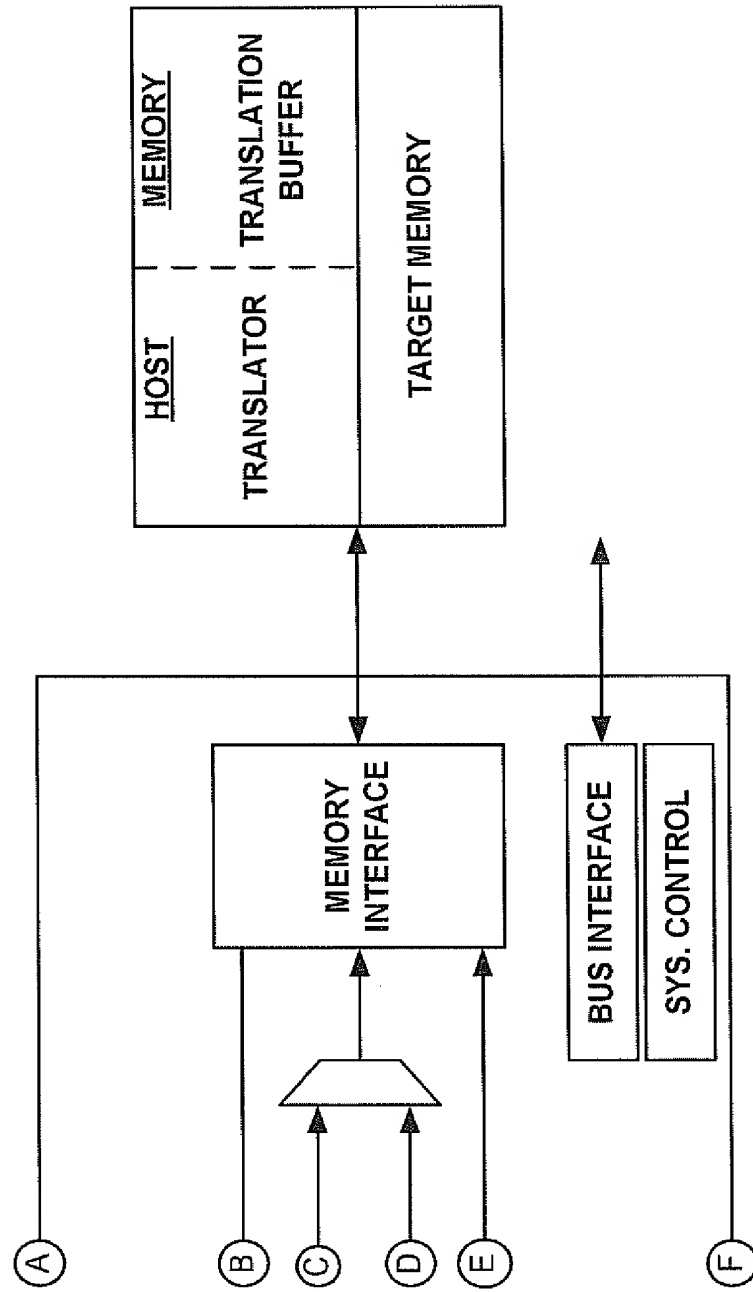 A
B
C
D
E
F
MEMORY
INTERFACE
BUS INTERFACE
SYS. CONTROL
HOST
MEMORY
TRANSLATOR
TRANSLATION
BUFFER
TARGET MEMORY